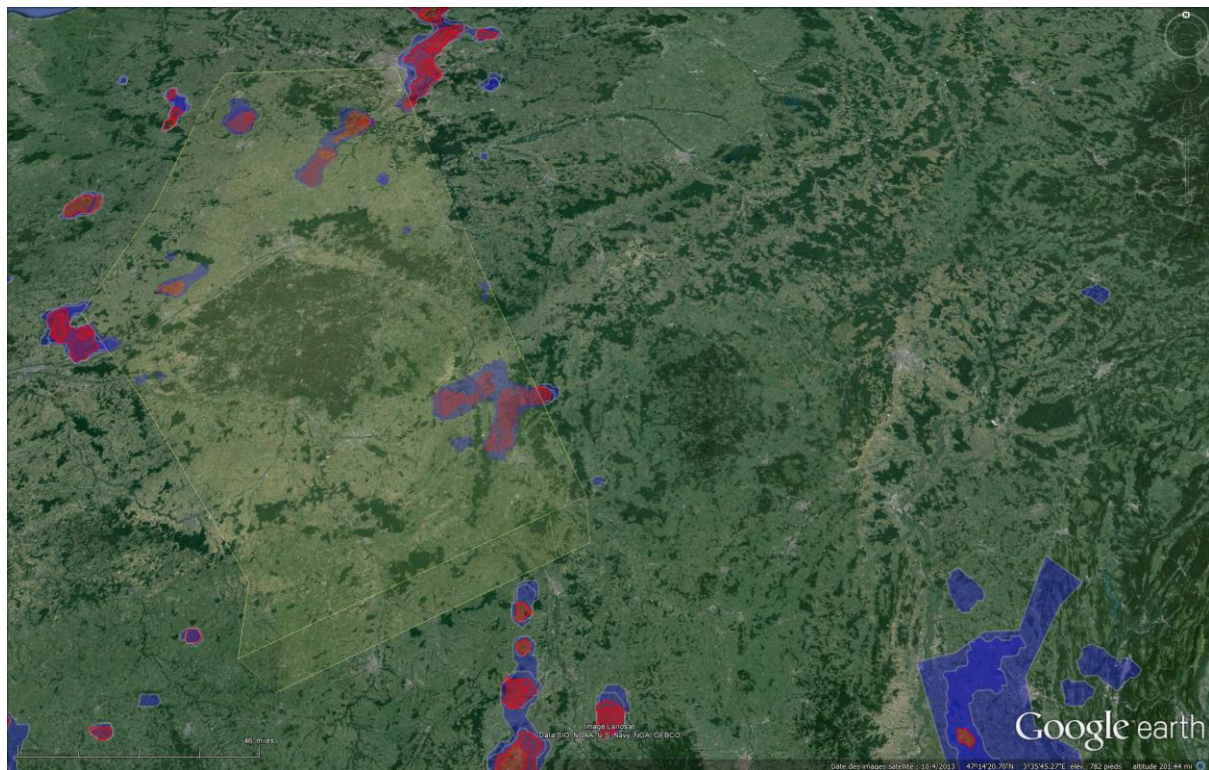 N
Image Landsat
Data SIO, NOAA, U.S. Navy, NGA, GEBCO
46 miles
Google earth
Date des images satellite : 10/4/2013 47°14'20.70"N 3°35'45.27"E élév. 782 pieds altitude 201.44 mi